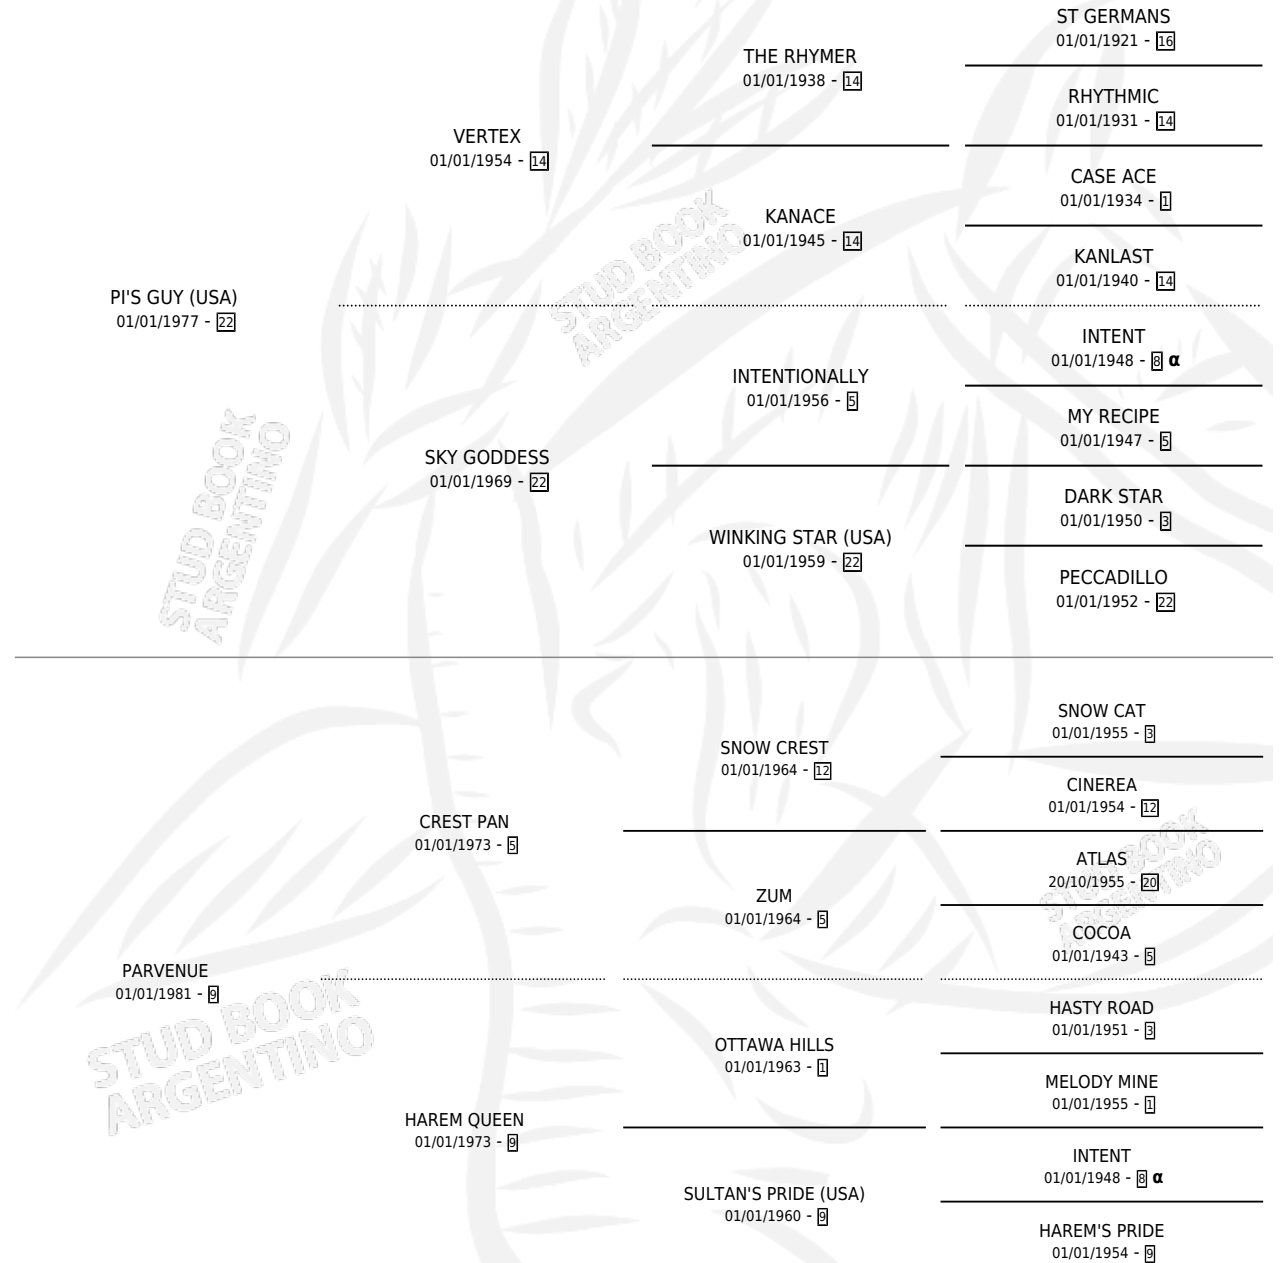 ST GERMANS
01/01/1921 - 16
THE RHYMER
01/01/1938 - 14
RHYTHMIC
01/01/1931 - 14
VERTEX
01/01/1954 - 14
CASE ACE
01/01/1934 - 1
KANACE
01/01/1945 - 14
KANLAST
01/01/1940 - 14
PI'S GUY (USA)
01/01/1977 - 22
INTENT
01/01/1948 - 8 α
INTENTIONALLY
01/01/1956 - 5
MY RECIPE
01/01/1947 - 5
SKY GODDESS
01/01/1969 - 22
DARK STAR
01/01/1950 - 3
WINKING STAR (USA)
01/01/1959 - 22
PECCADILLO
01/01/1952 - 22
STUD BOOK
ARGENTINO
STUD BOOK
ARGENTINO
SNOW CAT
01/01/1955 - 3
SNOW CREST
01/01/1964 - 12
CINEREA
01/01/1954 - 12
CREST PAN
01/01/1973 - 5
ATLAS
20/10/1955 - 20
ZUM
01/01/1964 - 5
COCOA
01/01/1943 - 5
PARVENUE
01/01/1981 - 9
HASTY ROAD
01/01/1951 - 3
OTTAWA HILLS
01/01/1963 - 1
MELODY MINE
01/01/1955 - 1
HAREM QUEEN
01/01/1973 - 9
INTENT
01/01/1948 - 8 α
SULTAN'S PRIDE (USA)
01/01/1960 - 9
HAREM'S PRIDE
01/01/1954 - 9
STUD BOOK
ARGENTINO
STUD BOOK
ARGENTINO